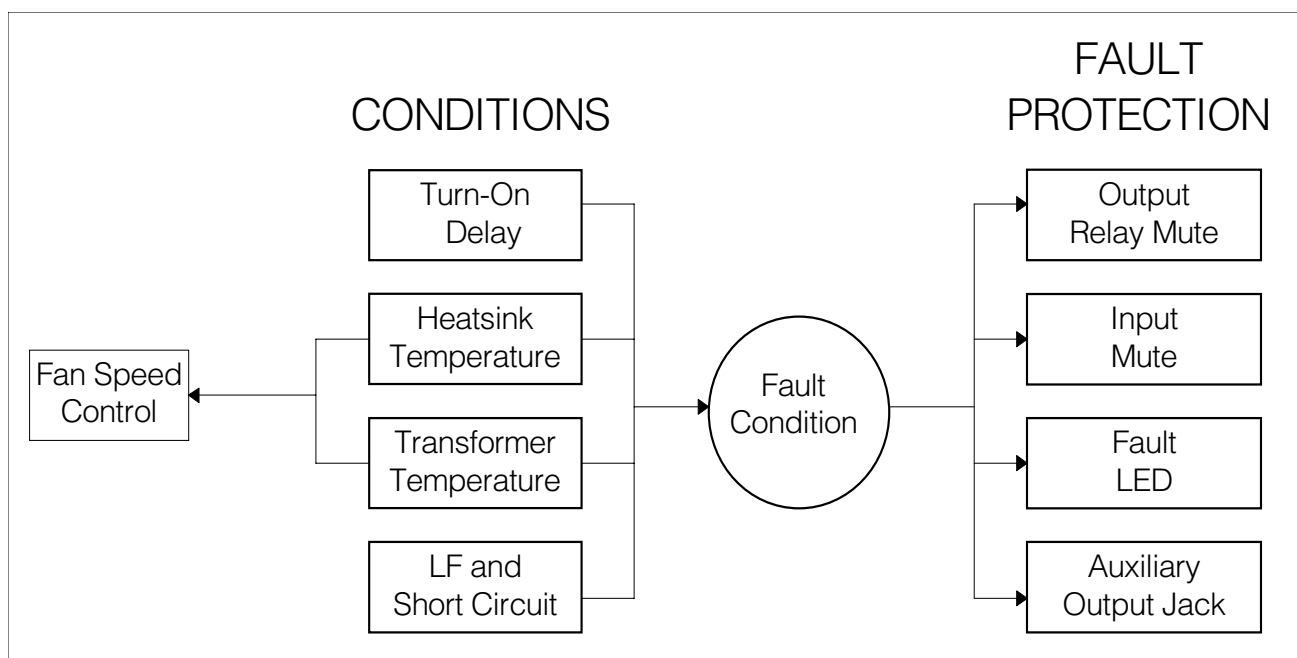 CONDITIONS
FAULT
PROTECTION
Turn-On
Delay
Heatsink
Temperature
Transformer
Temperature
LF and
Short Circuit
Fan Speed
Control
Fault
Condition
Output
Relay Mute
Input
Mute
Fault
LED
Auxiliary
Output Jack